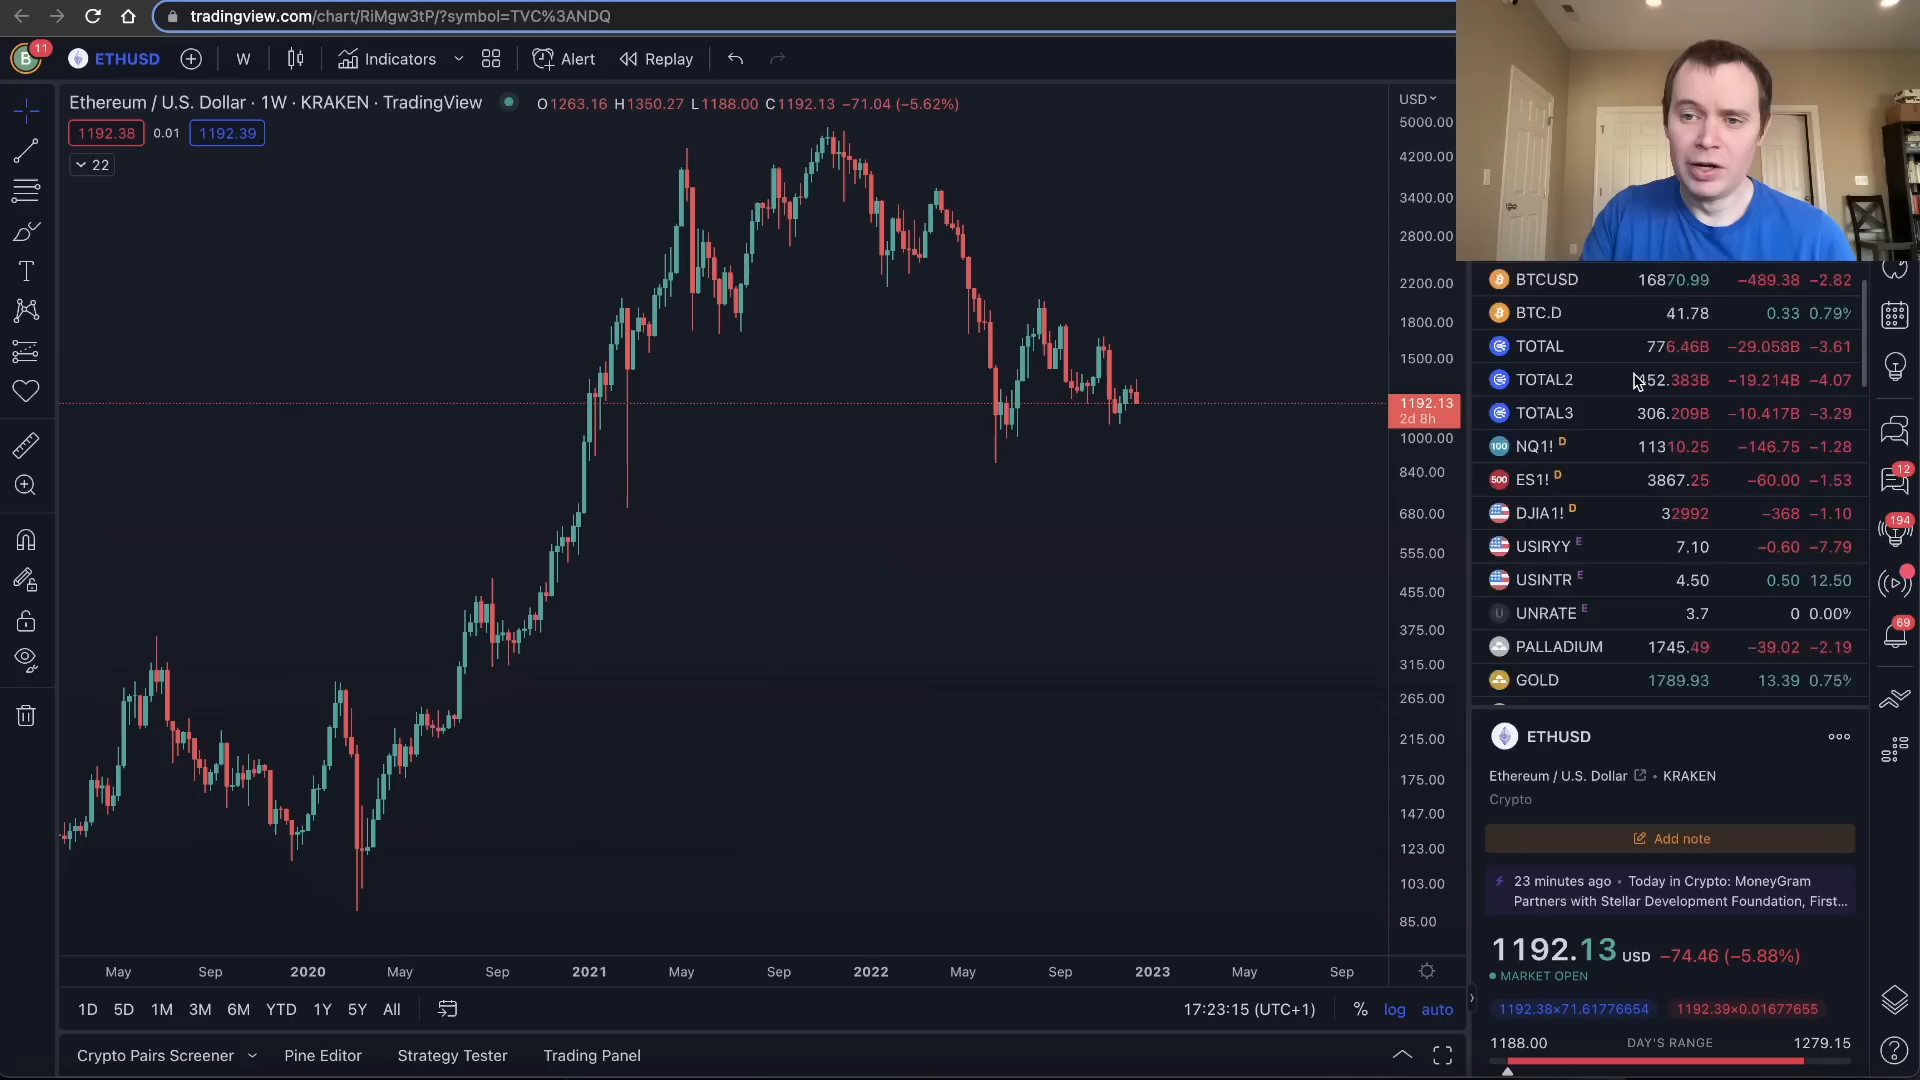 tradingview.com/chart/RiMgw3tP/?symbol=TVC%3ANDQ
B 11 ETHUSD W Indicators Alert Replay
Ethereum / U.S. Dollar · 1W · KRAKEN · TradingView O1263.16 H1350.27 L1188.00 C1192.13 −71.04 (−5.62%) USD
1192.38 0.01 1192.39
22
5000.00
4200.00
3400.00
2800.00
2200.00
1800.00
1500.00
1192.13
2d 8h
1000.00
840.00
680.00
555.00
455.00
375.00
315.00
265.00
215.00
175.00
147.00
123.00
103.00
85.00
May Sep 2020 May Sep 2021 May Sep 2022 May Sep 2023 May Sep
1D 5D 1M 3M 6M YTD 1Y 5Y All 17:23:15 (UTC+1) % log auto
Crypto Pairs Screener Pine Editor Strategy Tester Trading Panel
BTCUSD 16870.99 −489.38 −2.82
BTC.D 41.78 0.33 0.79%
TOTAL 776.46B −29.058B −3.61
TOTAL2 452.383B −19.214B −4.07
TOTAL3 306.209B −10.417B −3.29
100 NQ1! D 11310.25 −146.75 −1.28
500 ES1! D 3867.25 −60.00 −1.53
DJIA1! D 32992 −368 −1.10
USIRYY E 7.10 −0.60 −7.79
USINTR E 4.50 0.50 12.50
U UNRATE E 3.7 0 0.00%
PALLADIUM 1745.49 −39.02 −2.19
GOLD 1789.93 13.39 0.75%
12
194
69
ETHUSD
Ethereum / U.S. Dollar • KRAKEN
Crypto
Add note
23 minutes ago • Today in Crypto: MoneyGram
Partners with Stellar Development Foundation, First...
1192.13 USD −74.46 (−5.88%)
MARKET OPEN
1192.38×71.61776654 1192.39×0.01677655
1188.00 DAY'S RANGE 1279.15